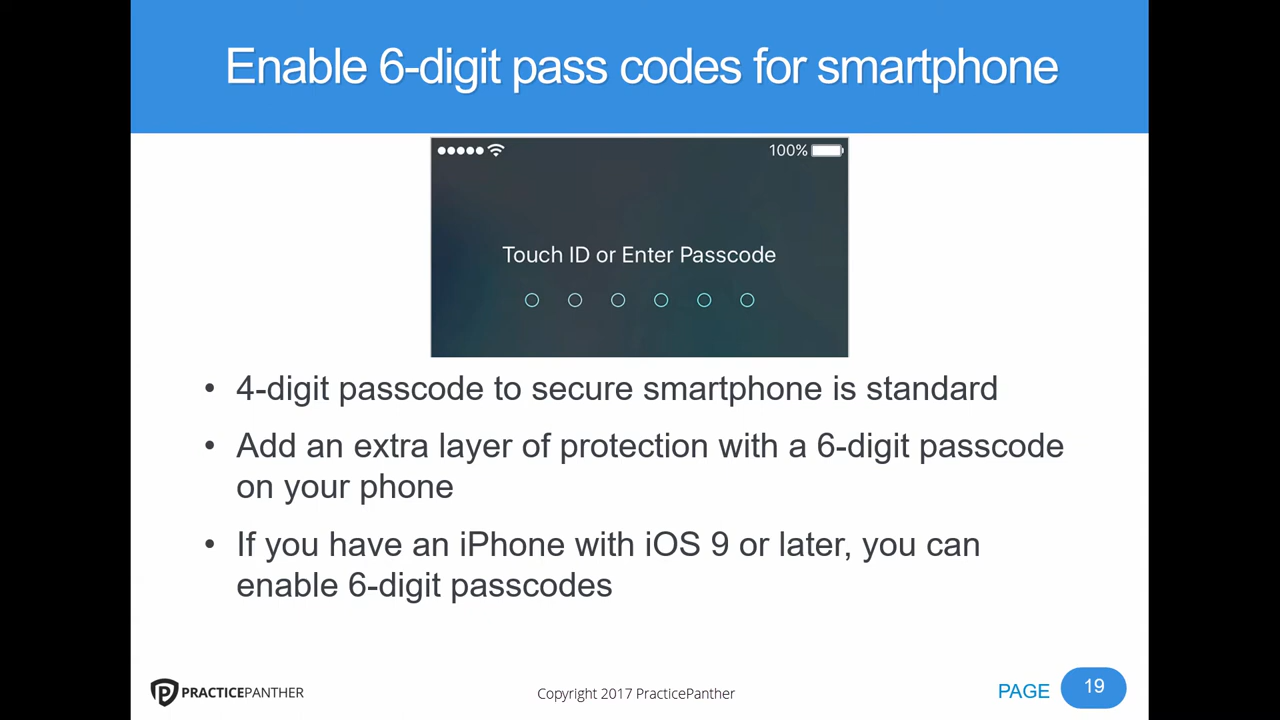 Enable 6-digit pass codes for smartphone
100%
Touch ID or Enter Passcode
• 4-digit passcode to secure smartphone is standard
• Add an extra layer of protection with a 6-digit passcode
on your phone
• If you have an iPhone with iOS 9 or later, you can
enable 6-digit passcodes
PRACTICEPANTHER
Copyright 2017 PracticePanther
PAGE 19